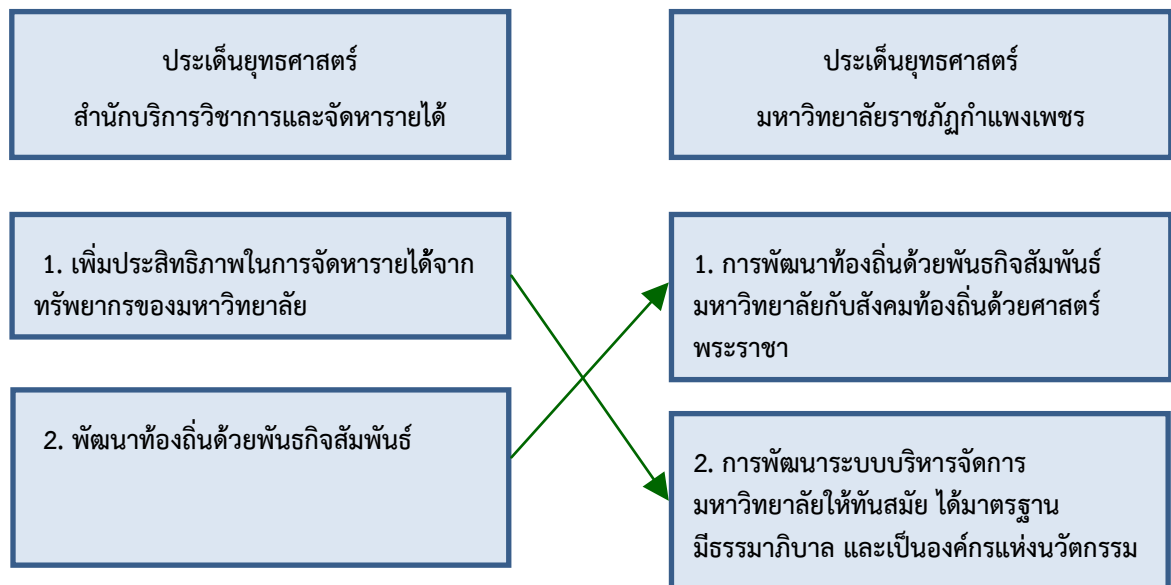 ประเด็นยุทธศาสตร์
สำนักบริการวิชาการและจัดหารายได้
ประเด็นยุทธศาสตร์
มหาวิทยาลัยราชภัฏกำแพงเพชร
1. เพิ่มประสิทธิภาพในการจัดหารายได้จาก
ทรัพยากรของมหาวิทยาลัย
2. พัฒนาท้องถิ่นด้วยพันธกิจสัมพันธ์
1. การพัฒนาท้องถิ่นด้วยพันธกิจสัมพันธ์
มหาวิทยาลัยกับสังคมท้องถิ่นด้วยศาสตร์
พระราชา
2. การพัฒนาระบบบริหารจัดการ
มหาวิทยาลัยให้ทันสมัย ได้มาตรฐาน
มีธรรมาภิบาล และเป็นองค์กรแห่งนวัตกรรม